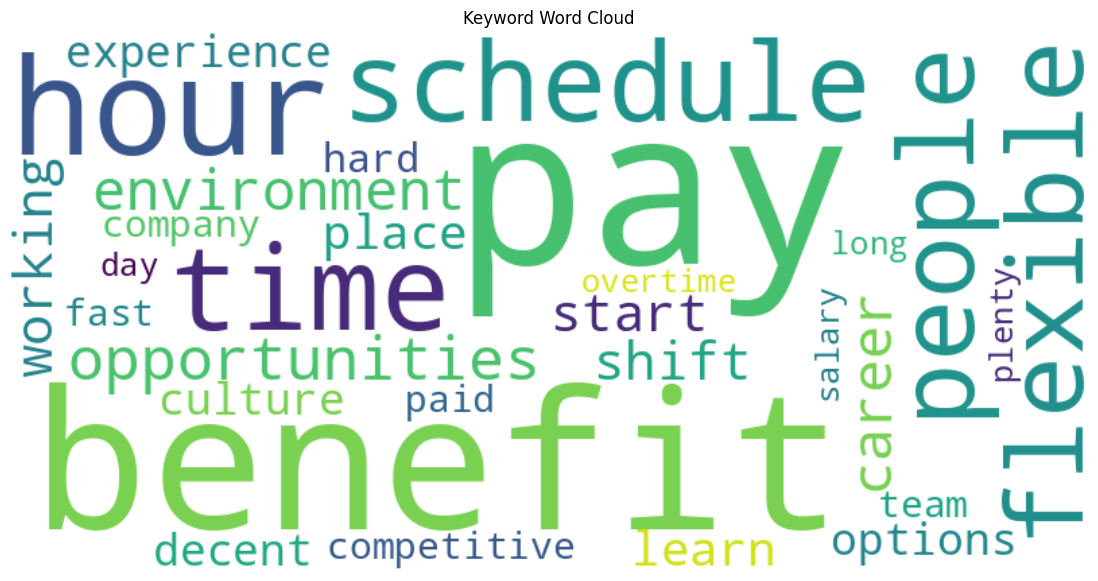 Keyword Word Cloud
experience
schedule
hour
people
flexible
pay
hard
working
environment
company
place
long
day
time
overtime
plenty
fast
start
salary
career
opportunities
shift
culture
paid
benefit
team
options
decent
competitive
learn